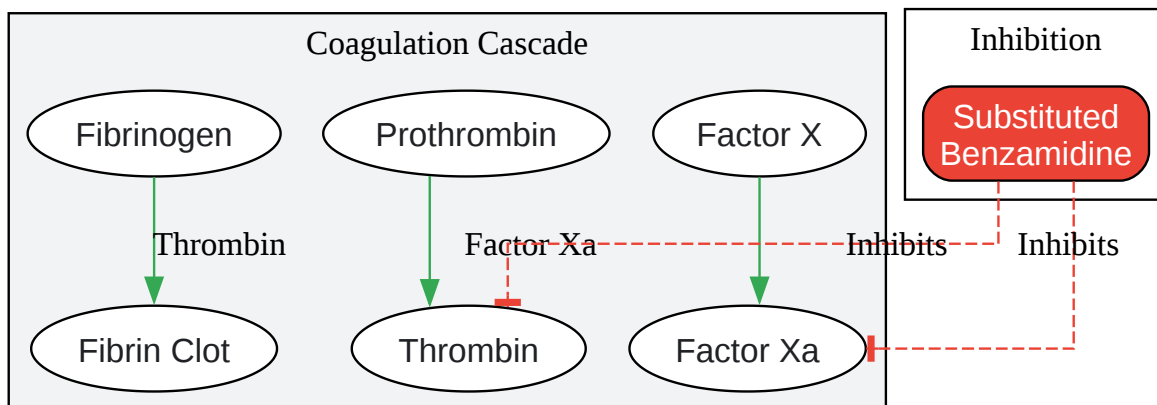 Coagulation Cascade
Inhibition
Fibrinogen
Prothrombin
Factor X
Substituted
Benzamidine
Thrombin
Factor Xa
Inhibits
Inhibits
Fibrin Clot
Thrombin
Factor Xa